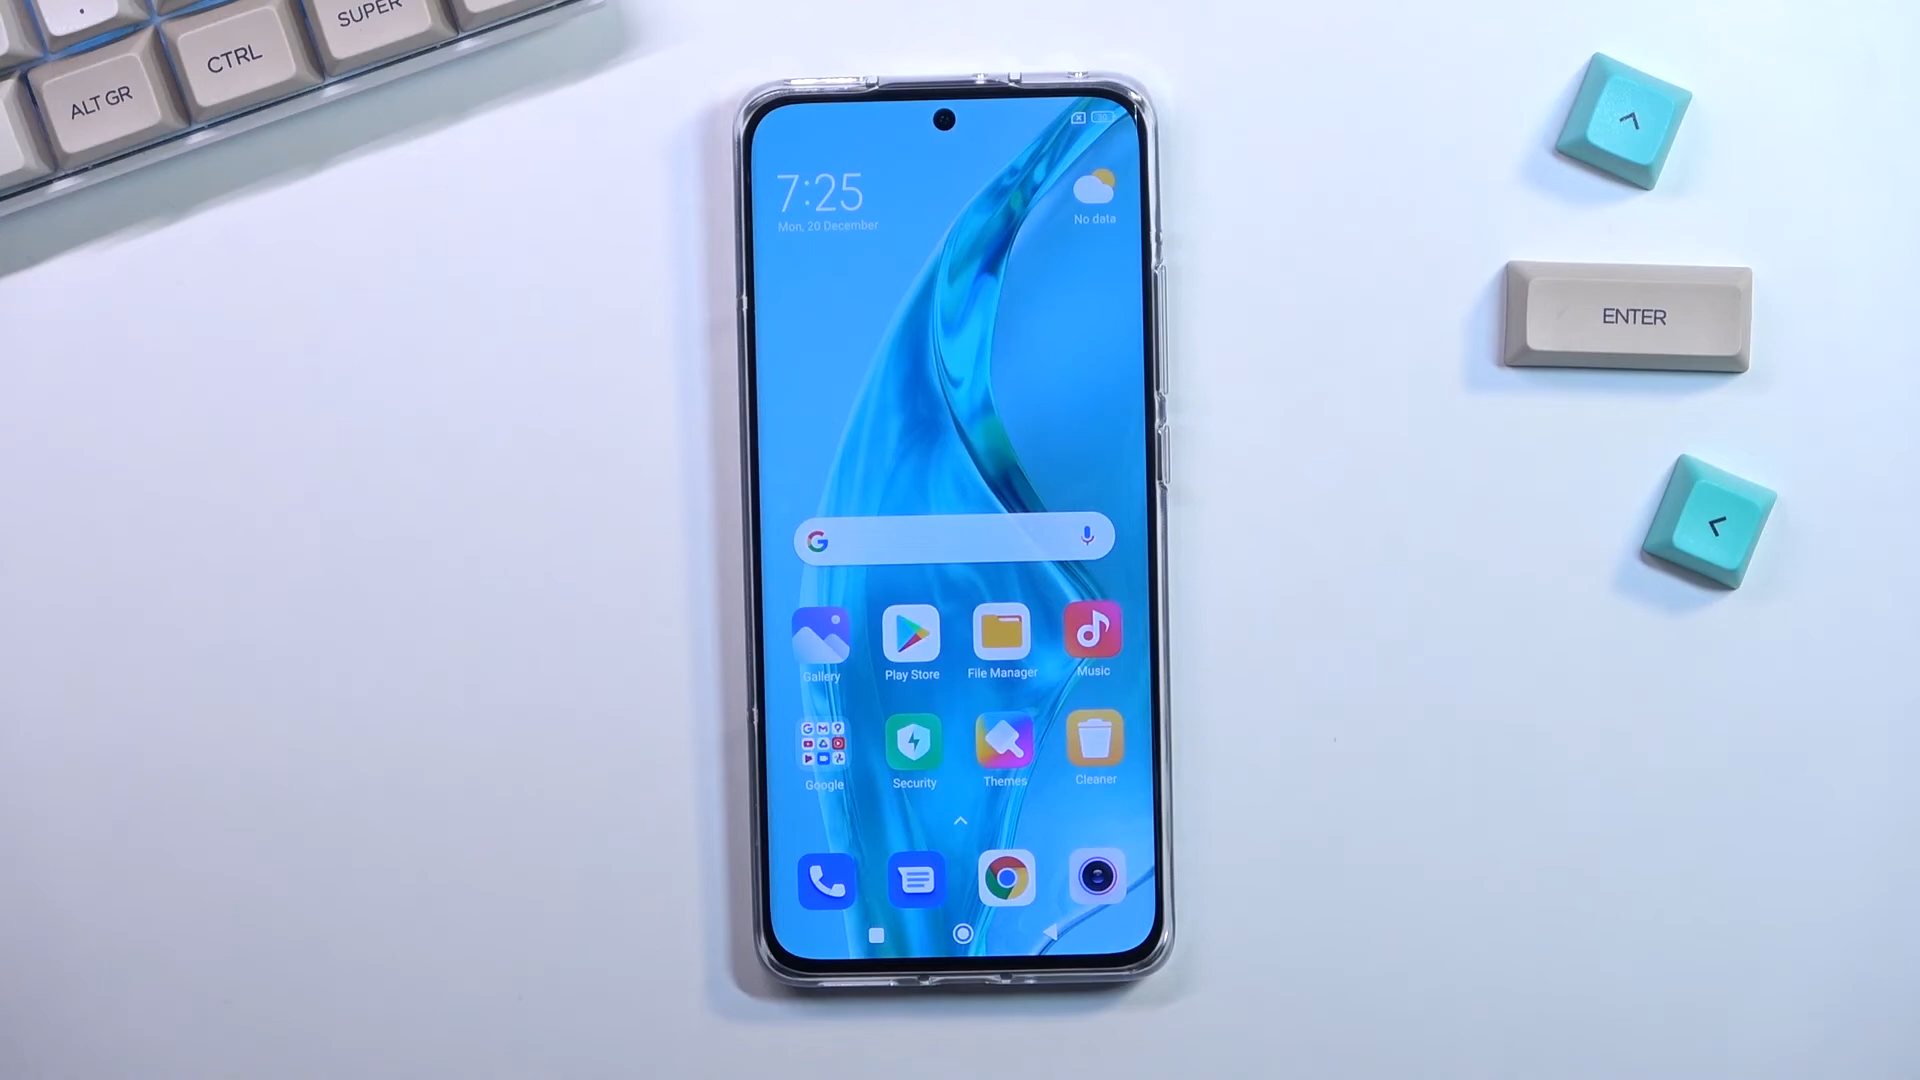 SUPER
CTRL
ALT GR
7:25
Mon, 20 December
No data
Gallery
Play Store
File Manager
Music
Google
Security
Themes
Cleaner
ENTER